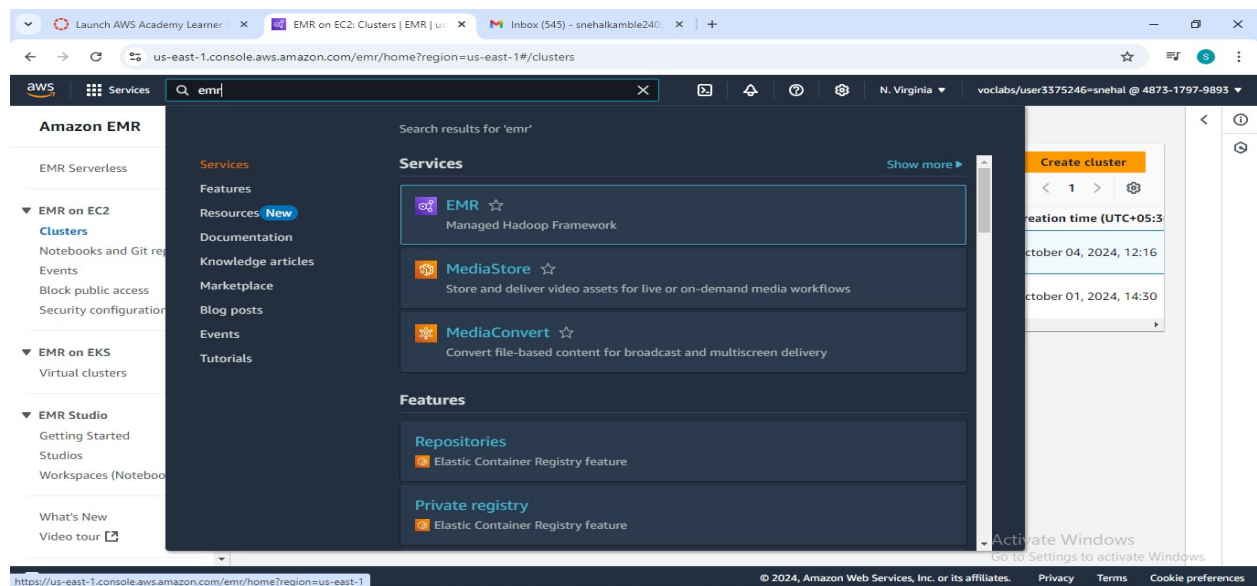 Launch AWS Academy Learner L
EMR on EC2: Clusters | EMR | us
Inbox (545) - snehalkamble240
us-east-1.console.aws.amazon.com/emr/home?region=us-east-1#/clusters
S
aws
Services
emr
N. Virginia
voclabs/user3375246=snehal @ 4873-1797-9893
Amazon EMR
EMR Serverless
EMR on EC2
Clusters
Notebooks and Git rep
Events
Block public access
Security configuration
EMR on EKS
Virtual clusters
EMR Studio
Getting Started
Studios
Workspaces (Noteboo
What's New
Video tour
Services
Features
Resources New
Documentation
Knowledge articles
Marketplace
Blog posts
Events
Tutorials
Search results for 'emr'
Services
Show more
EMR
Managed Hadoop Framework
MediaStore
Store and deliver video assets for live or on-demand media workflows
MediaConvert
Convert file-based content for broadcast and multiscreen delivery
Features
Repositories
Elastic Container Registry feature
Private registry
Elastic Container Registry feature
Create cluster
1
reation time (UTC+05:3
ctober 04, 2024, 12:16
ctober 01, 2024, 14:30
Activate Windows
Go to Settings to activate Windows.
https://us-east-1.console.aws.amazon.com/emr/home?region=us-east-1
© 2024, Amazon Web Services, Inc. or its affiliates.
Privacy
Terms
Cookie preferences